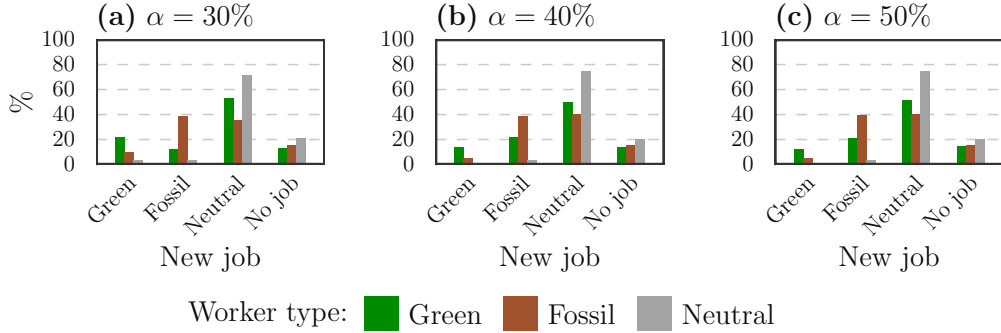 (a) α = 30%
(b) α = 40%
(c) α = 50%
%
100
80
60
40
20
0
Green
Fossil
Neutral
No job
New job
100
80
60
40
20
0
Green
Fossil
Neutral
No job
New job
100
80
60
40
20
0
Green
Fossil
Neutral
No job
New job
Worker type: Green Fossil Neutral